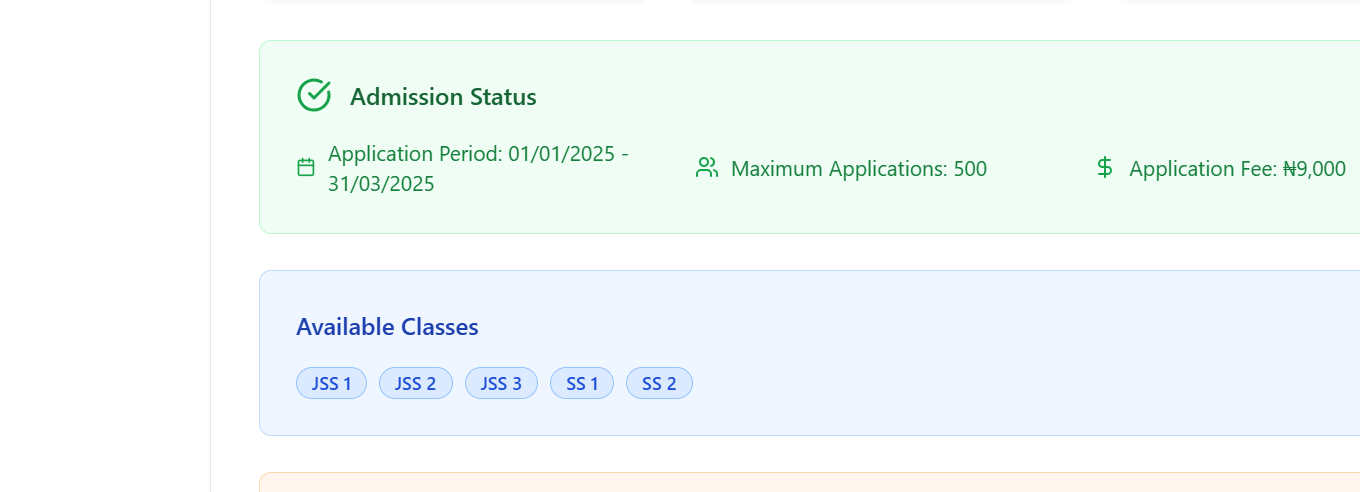 Admission Status
Application Period: 01/01/2025 -
31/03/2025
Maximum Applications: 500
Application Fee: ₦9,000
Available Classes
JSS 1 JSS 2 JSS 3 SS 1 SS 2